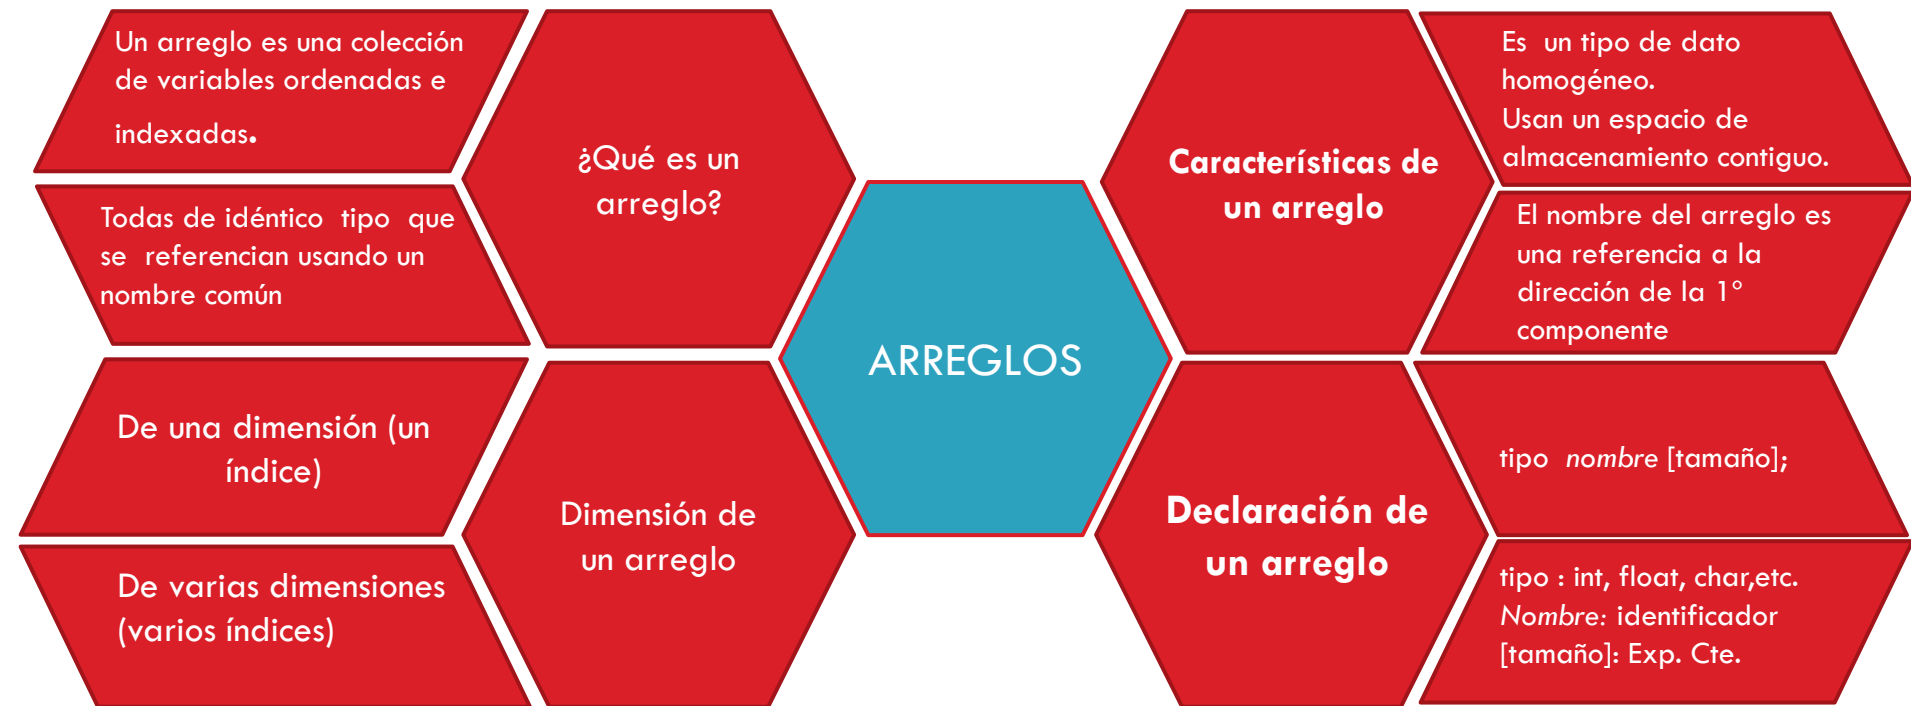 Un arreglo es una colección
de variables ordenadas e
indexadas.
Todas de idéntico tipo que
se referencian usando un
nombre común
¿Qué es un
arreglo?
De una dimensión (un
índice)
De varias dimensiones
(varios índices)
Dimensión de
un arreglo
ARREGLOS
Característísticas de
un arreglo
Es un tipo de dato
homogéneo.
Usan un espacio de
almacenamiento contiguo.
El nombre del arreglo es
una referencia a la
dirección de la 1°
componente
Declaración de
un arreglo
tipo nombre [tamaño];
tipo : int, float, char,etc.
Nombre: identificador
[tamaño]: Exp. Cte.